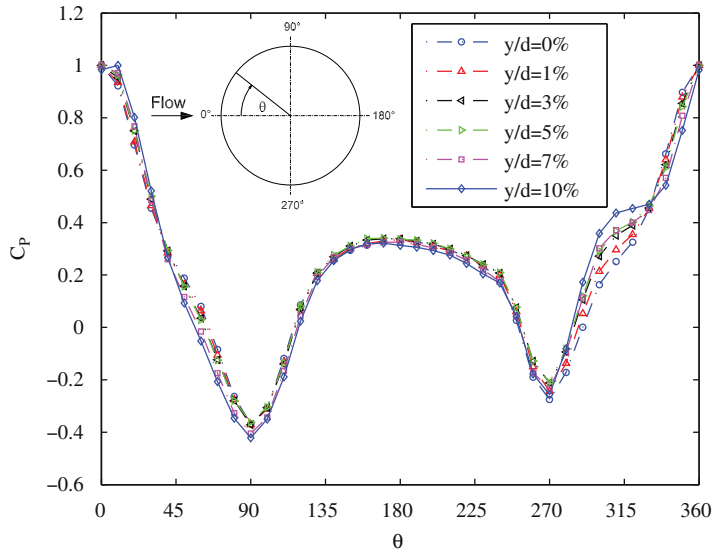 1.2
1
0.8
0.6
0.4
0.2
0
-0.2
-0.4
-0.6
C_P
0
45
90
135
180
225
270
315
360
θ
Flow
0°
90°
180°
270°
θ
y/d=0%
y/d=1%
y/d=3%
y/d=5%
y/d=7%
y/d=10%